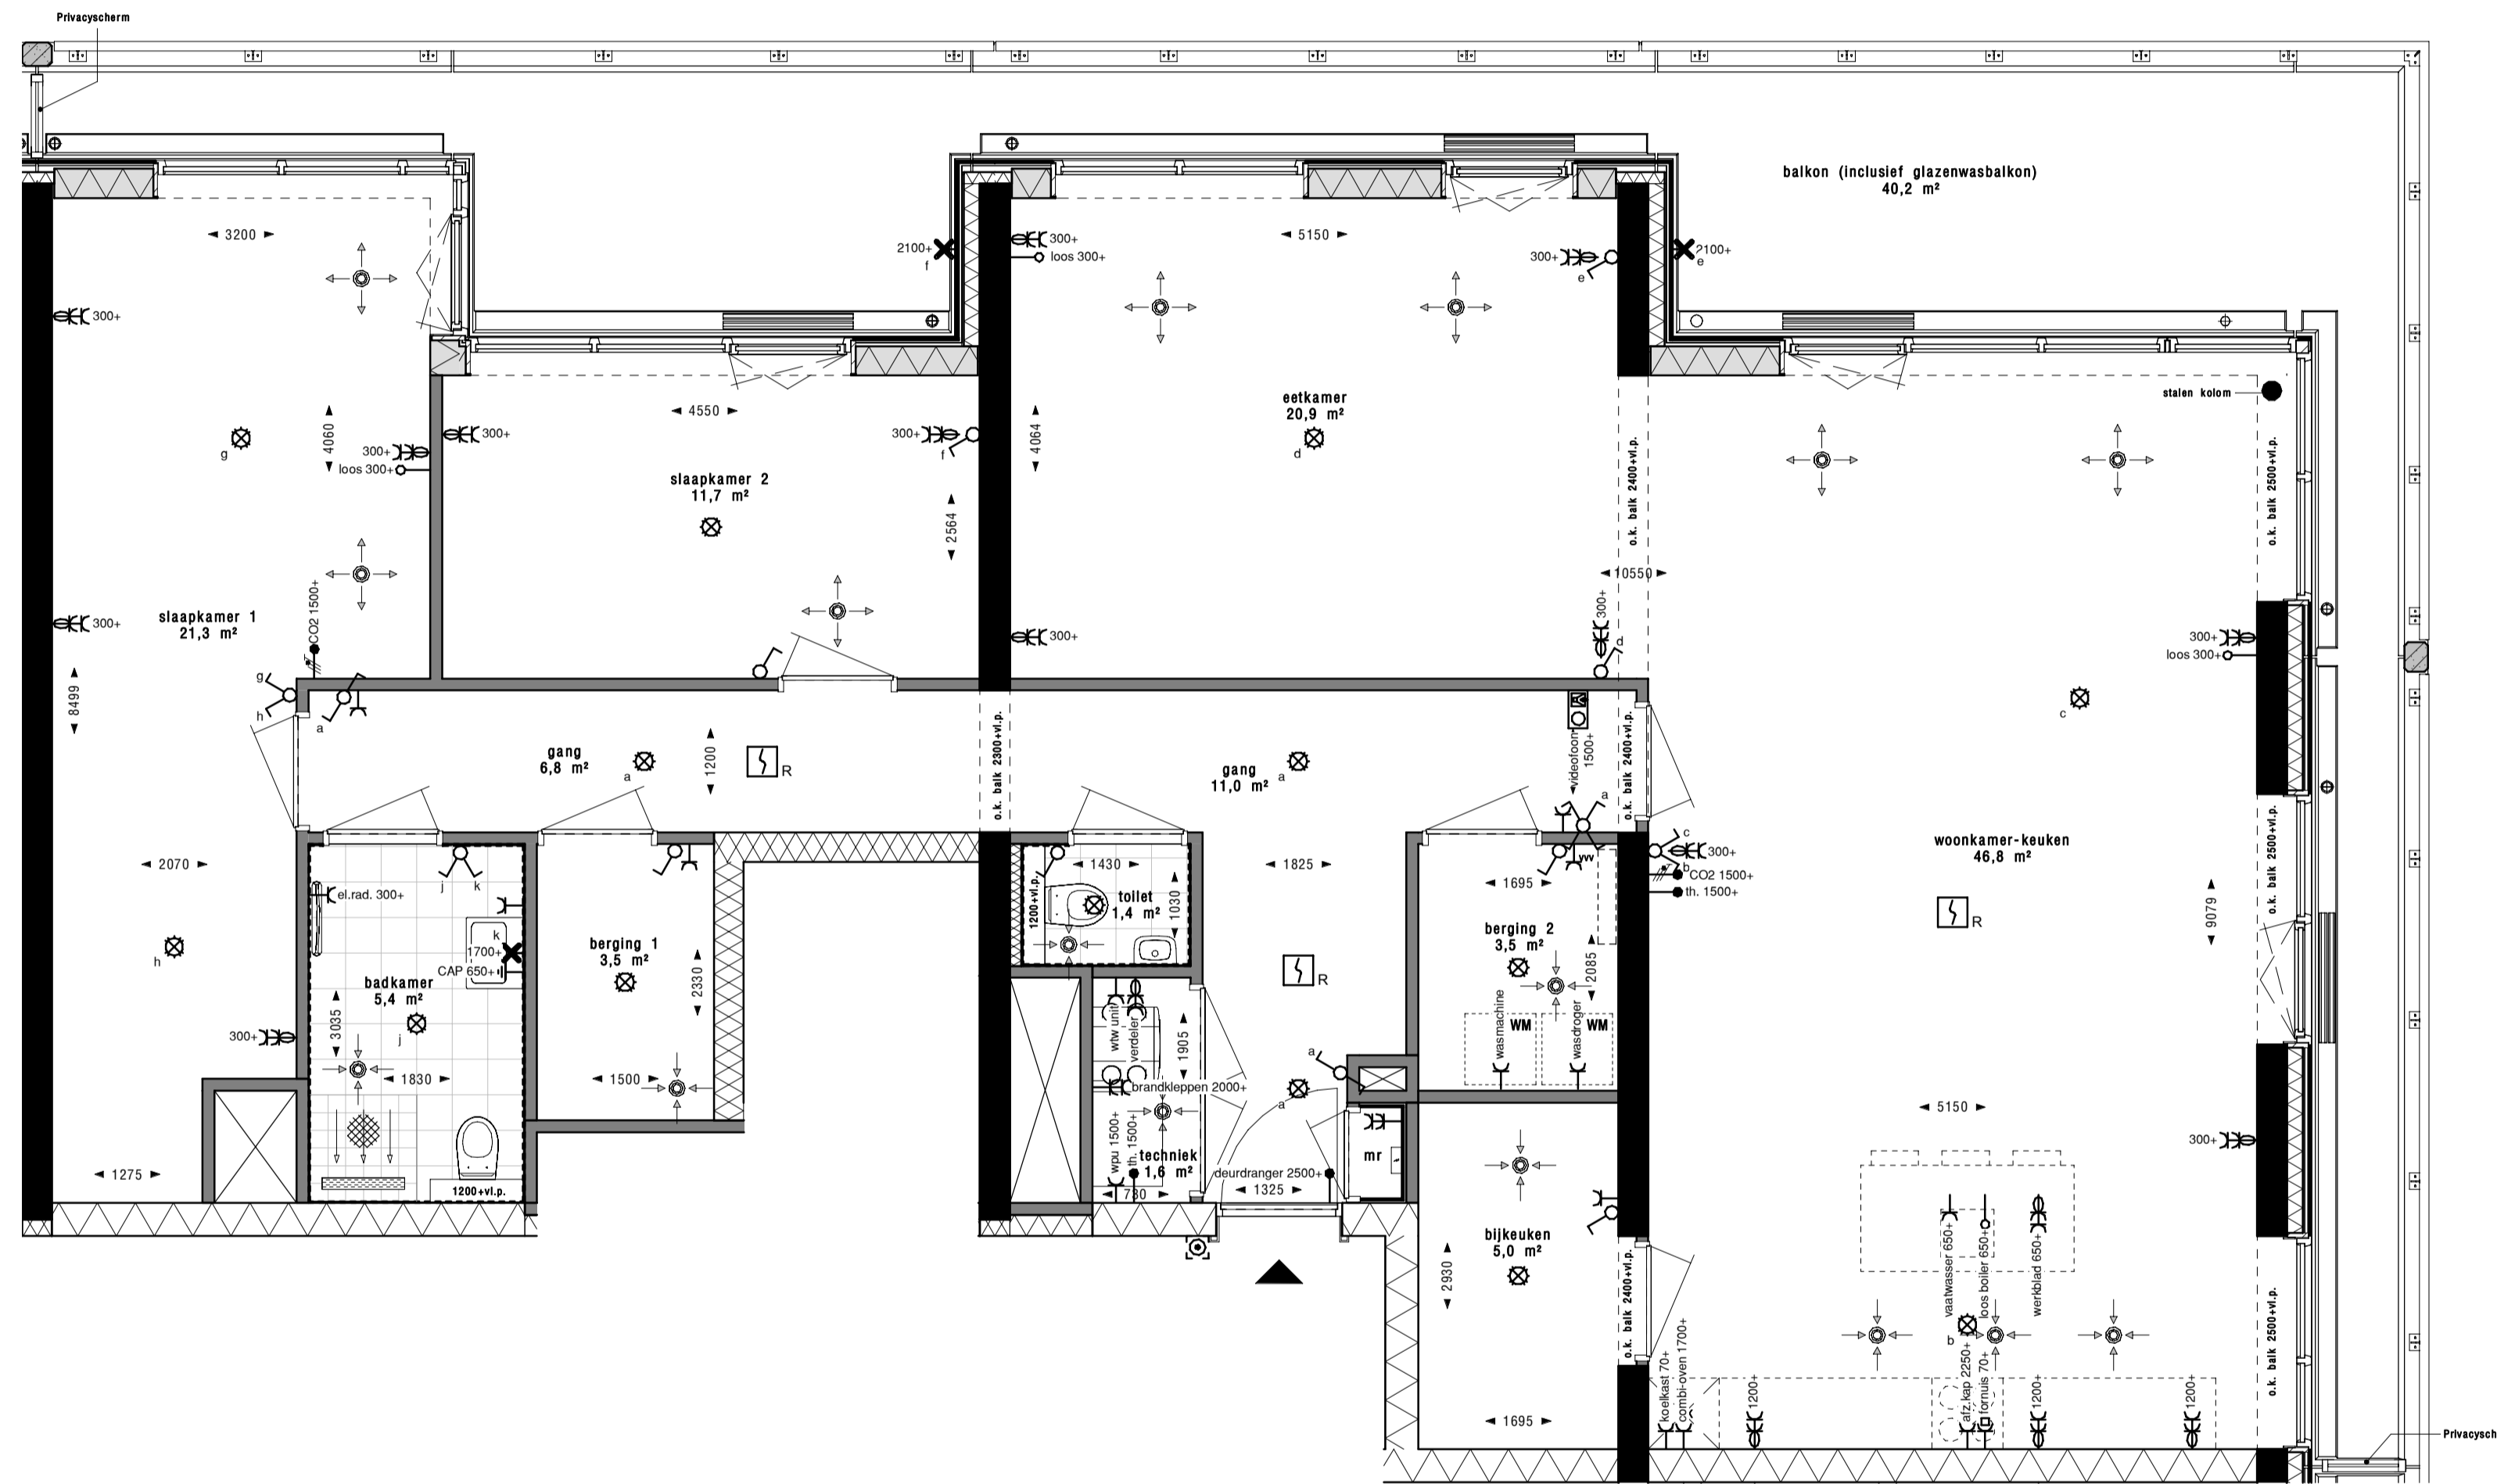 Privacyscherm
balkon (inclusief glazenwasbalkon)
40,2 m²
3200
5150
2100+
f
300+
loos 300+
300+
e
2100+
e
300+
4060
300+
loos 300+
g
4550
300+
300+
f
4064
eetkamer
20,9 m²
d
stalen kolom
o.k. balk 2400+vl.p.
o.k. balk 2500+vl.p.
slaapkamer 2
11,7 m²
2564
10550
slaapkamer 1
21,3 m²
300+
CO2 1500+
300+
300+
d
300+
loos 300+
8499
g
h
a
c
gang
6,8 m²
a
1200
R
o.k. balk 2300+vl.p.
gang
11,0 m²
a
videofoon
1500+
a
o.k. balk 2400+vl.p.
2070
h
el.rad. 300+
j
k
k
1700+
CAP 650+
badkamer
5,4 m²
j
3035
1830
1200+vl.p.
300+
1275
berging 1
3,5 m²
2330
1500
1200+vl.p.
1430
toilet
1,4 m²
1030
1825
R
1695
vvv
berging 2
3,5 m²
2085
wasmachine
WM
wasdroger
WM
c
300+
b
CO2 1500+
th. 1500+
woonkamer-keuken
46,8 m²
R
9079
o.k. balk 2500+vl.p.
wtw unit
verdeler
1905
brandkleppen 2000+
a
a
wpu 1500+
th. 1500+
techniek
1,6 m²
730
deurdranger 2500+
1325
mr
5150
300+
bijkeuken
5,0 m²
2930
1695
o.k. balk 2400+vl.p.
vaatwasser 650+
loos boiler 650+
werkblad 650+
b
koelkast 70+
combi-oven 1700+
1200+
afz.kap 2250+
fornuis 70+
1200+
1200+
o.k. balk 2500+vl.p.
Privacysch